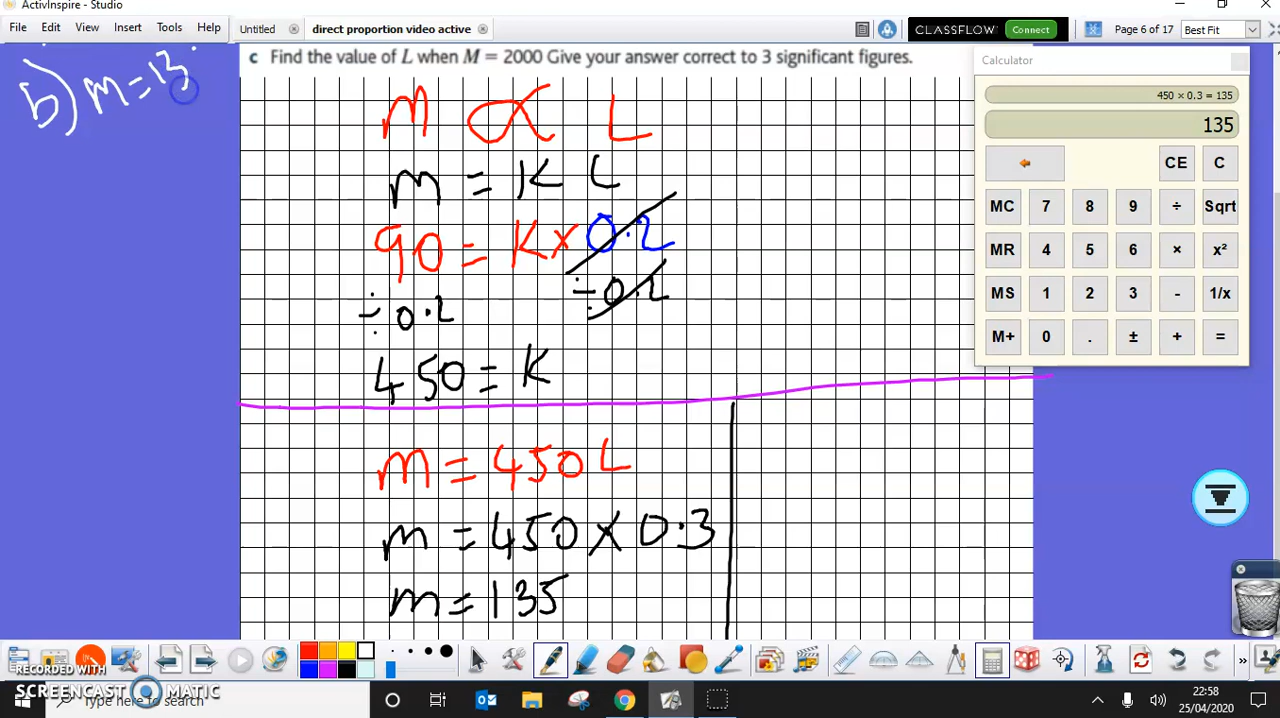 ActivInspire - Studio
File Edit View Insert Tools Help
Untitled
direct proportion video active
CLASSFLOW Connect
Page 6 of 17
Best Fit
b) m=13
c Find the value of L when M = 2000 Give your answer correct to 3 significant figures.
m ∝ L
m = K L
90 = K × 0.2
÷ 0.2 ÷ 0.2
450 = K
m = 450 L
m = 450 × 0.3
m = 135
Calculator
450 × 0.3 = 135
135
CE C
MC 7 8 9 ÷ Sqrt
MR 4 5 6 × x²
MS 1 2 3 - 1/x
M+ 0 . ± + =
RECORDED WITH
SCREENCAST MATIC
here to search
22:58
25/04/2020